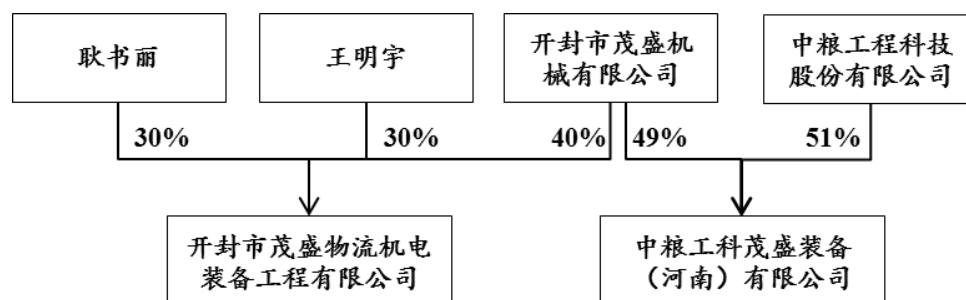 耿书丽
王明宇
开封市茂盛机
械有限公司
中粮工程科技
股份有限公司
30%
30%
40%
49%
51%
开封市茂盛物流机电
装备工程有限公司
中粮工科茂盛装备
（河南）有限公司